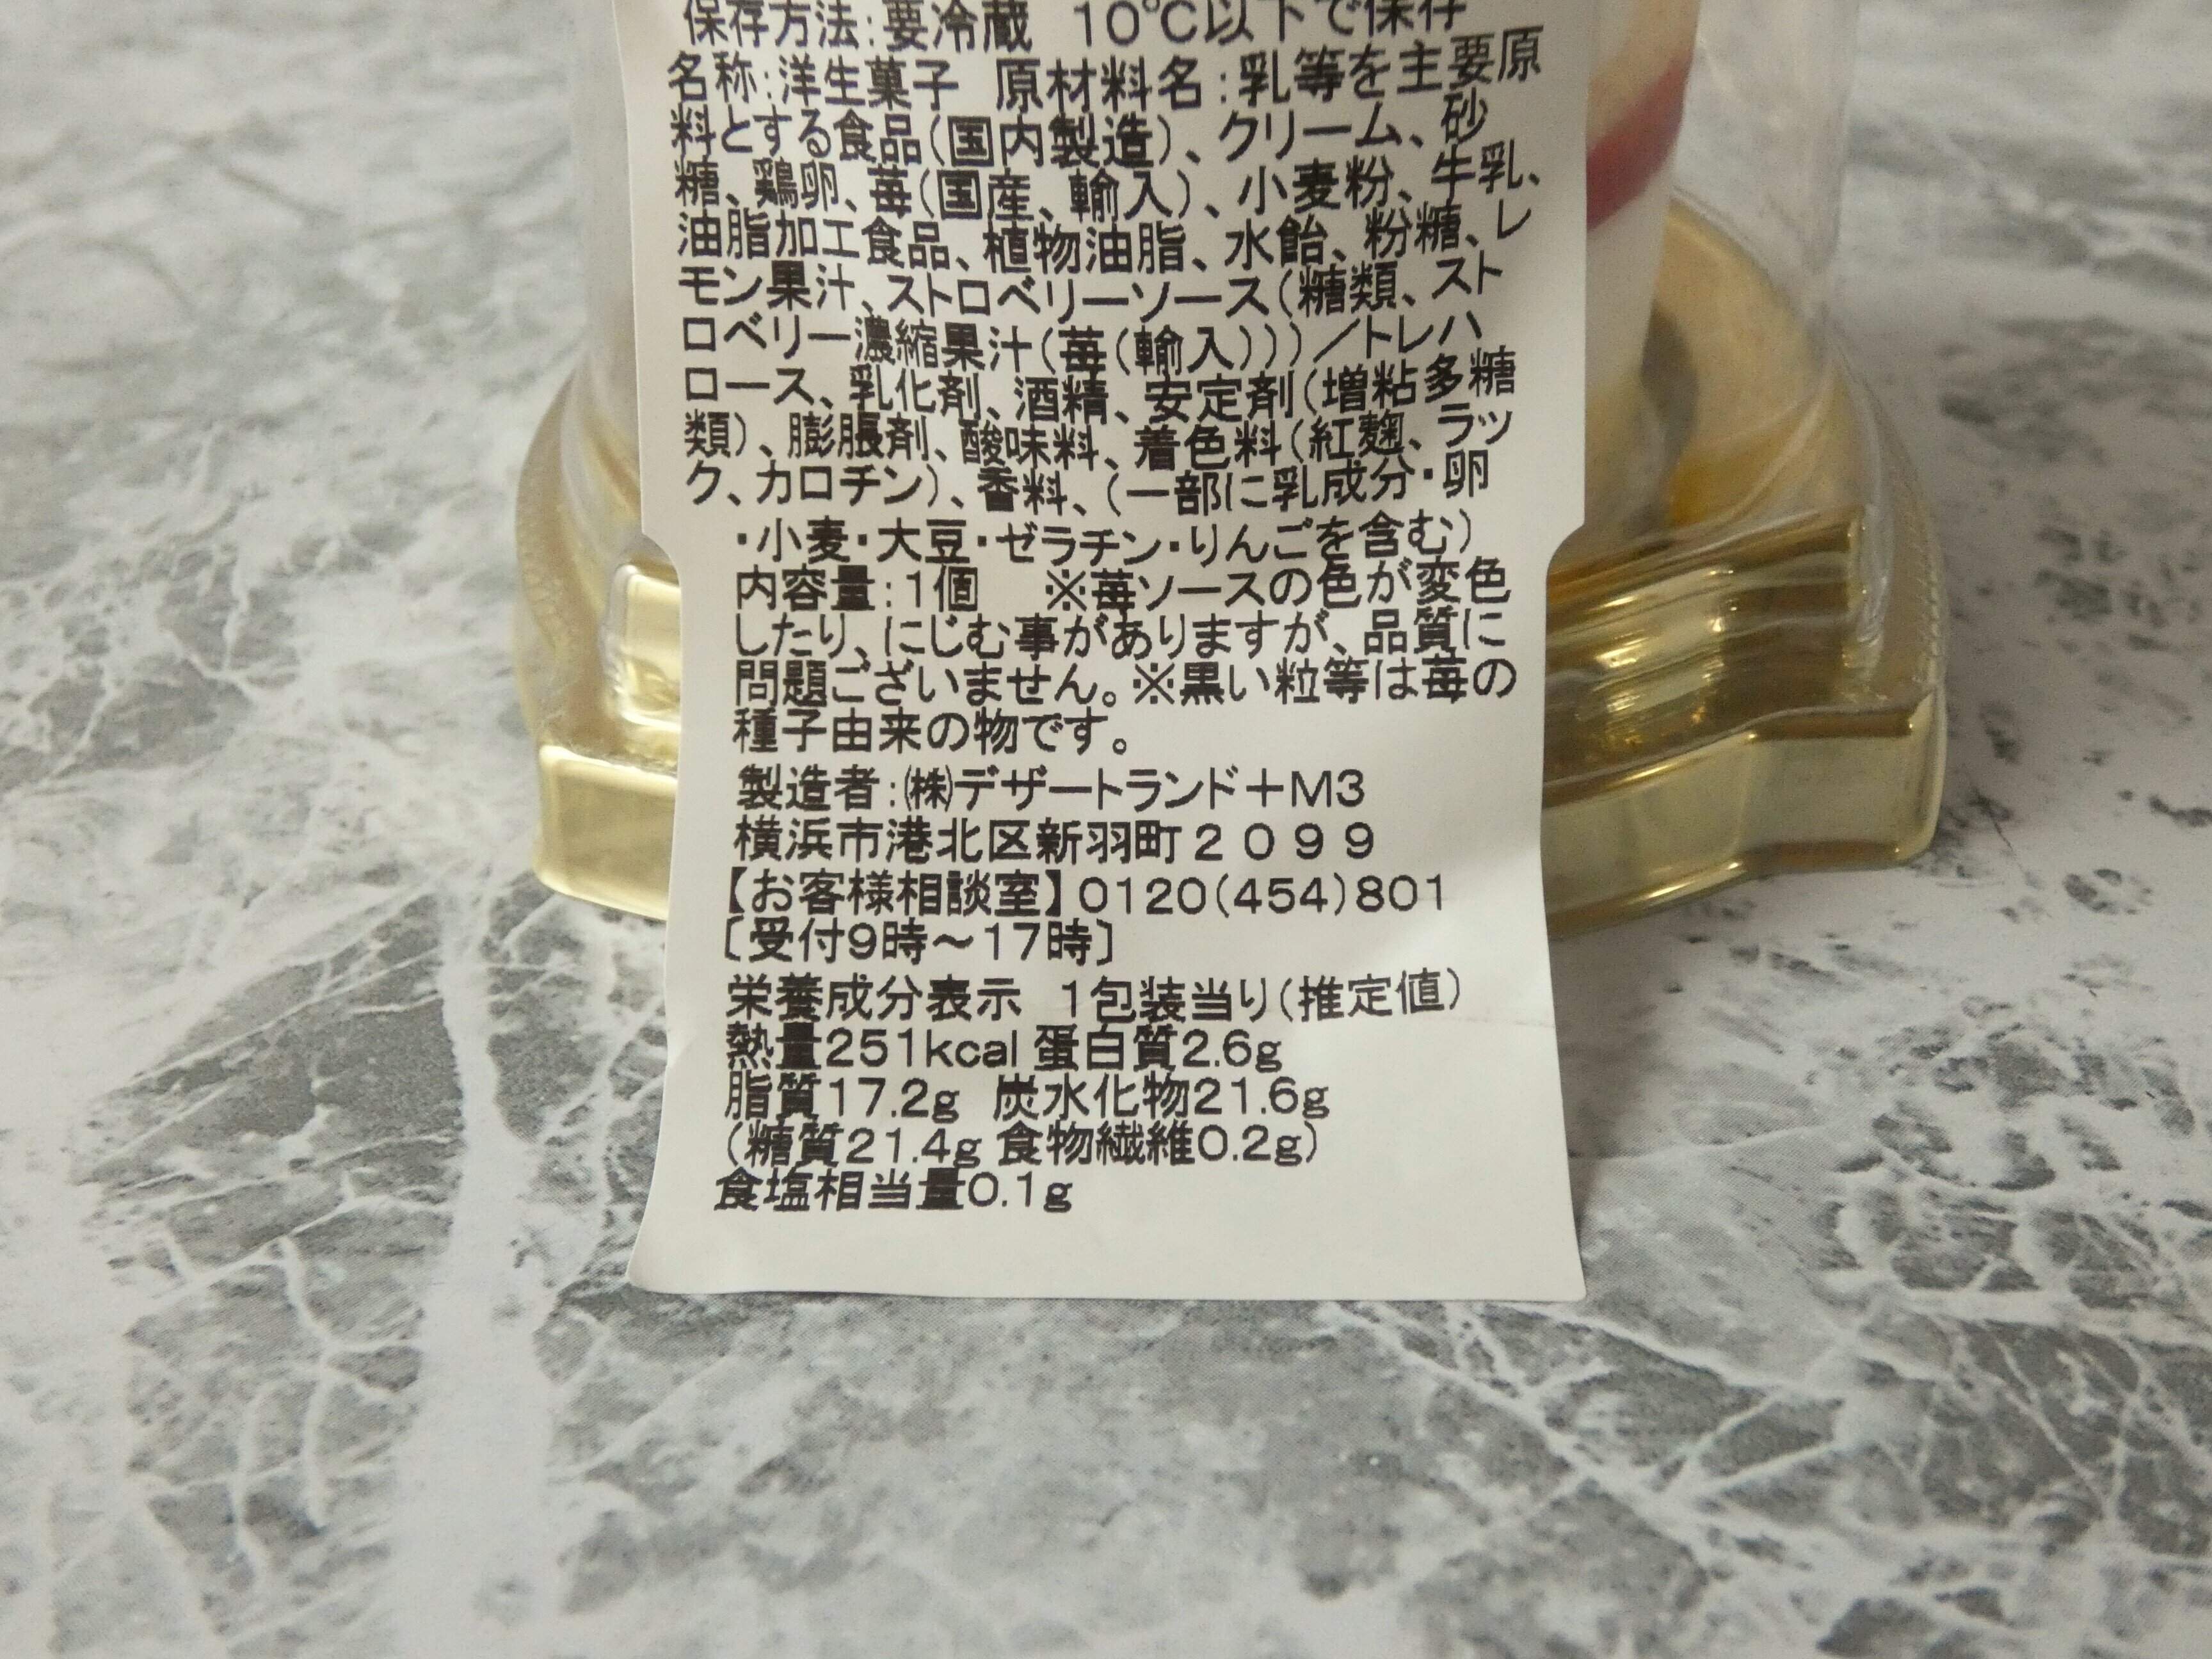 保存方法:要冷蔵　10℃以下で保存
名称:洋生菓子　原材料名:乳等を主要原
料とする食品(国内製造)、クリーム、砂
糖、鶏卵、苺(国産、輸入)、小麦粉、牛乳、
油脂加工食品、植物油脂、水飴、粉糖、レ
モン果汁、ストロベリーソース(糖類、スト
ロベリー濃縮果汁(苺(輸入)))／トレハ
ロース、乳化剤、酒精、安定剤(増粘多糖
類)、膨脹剤、酸味料、着色料(紅麹、ラッ
ク、カロチン)、香料、(一部に乳成分・卵
・小麦・大豆・ゼラチン・りんごを含む)
内容量:1個　※苺ソースの色が変色
したり、にじむ事がありますが、品質に
問題ございません。※黒い粒等は苺の
種子由来の物です。
製造者:㈱デザートランド＋M3
横浜市港北区新羽町２０９９
【お客様相談室】0120(454)801
〔受付9時～17時〕
栄養成分表示　1包装当り(推定値)
熱量251kcal 蛋白質2.6g
脂質17.2g 炭水化物21.6g
(糖質21.4g 食物繊維0.2g)
食塩相当量0.1g